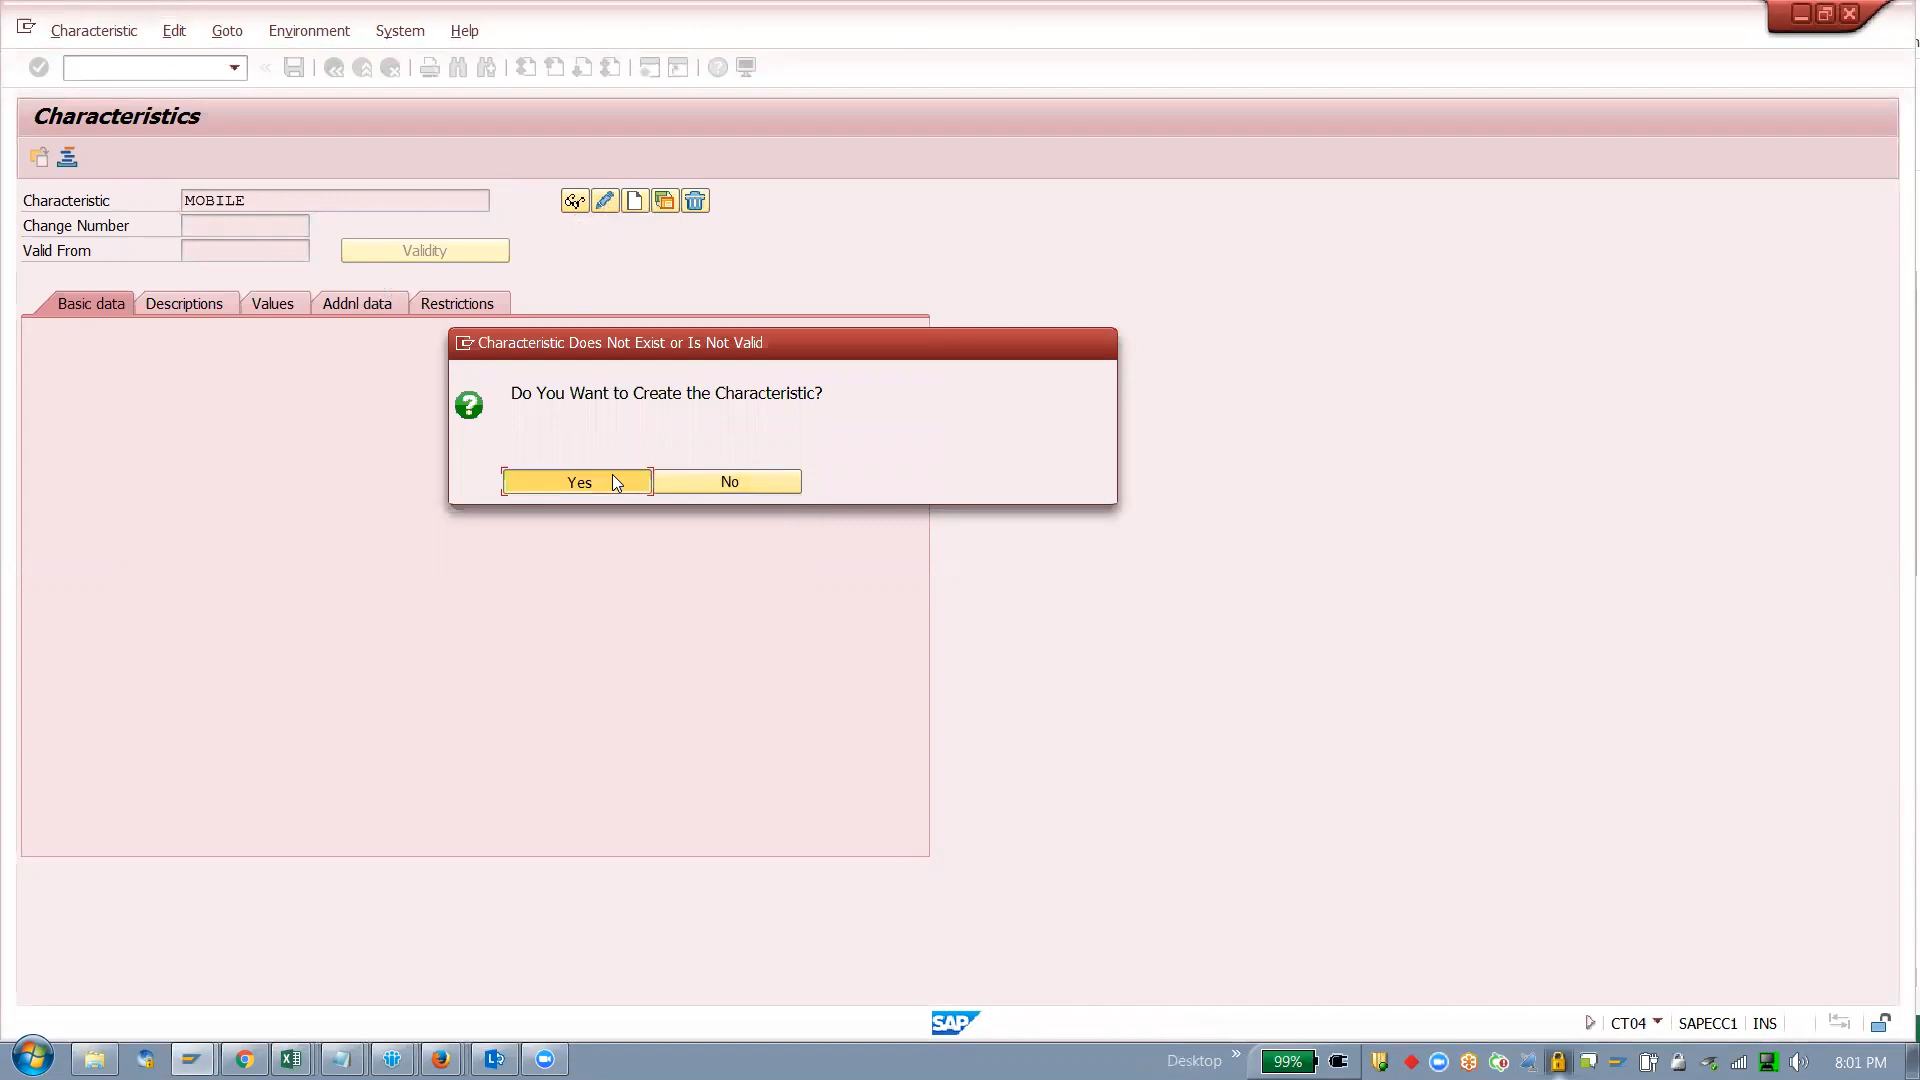 Characteristic Edit Goto Environment System Help
Characteristics
Characteristic MOBILE
Change Number
Valid From Validity
Basic data Descriptions Values Addnl data Restrictions
Characteristic Does Not Exist or Is Not Valid
Do You Want to Create the Characteristic?
Yes No
SAP CT04 SAPECC1 INS
Desktop » 99% 8:01 PM